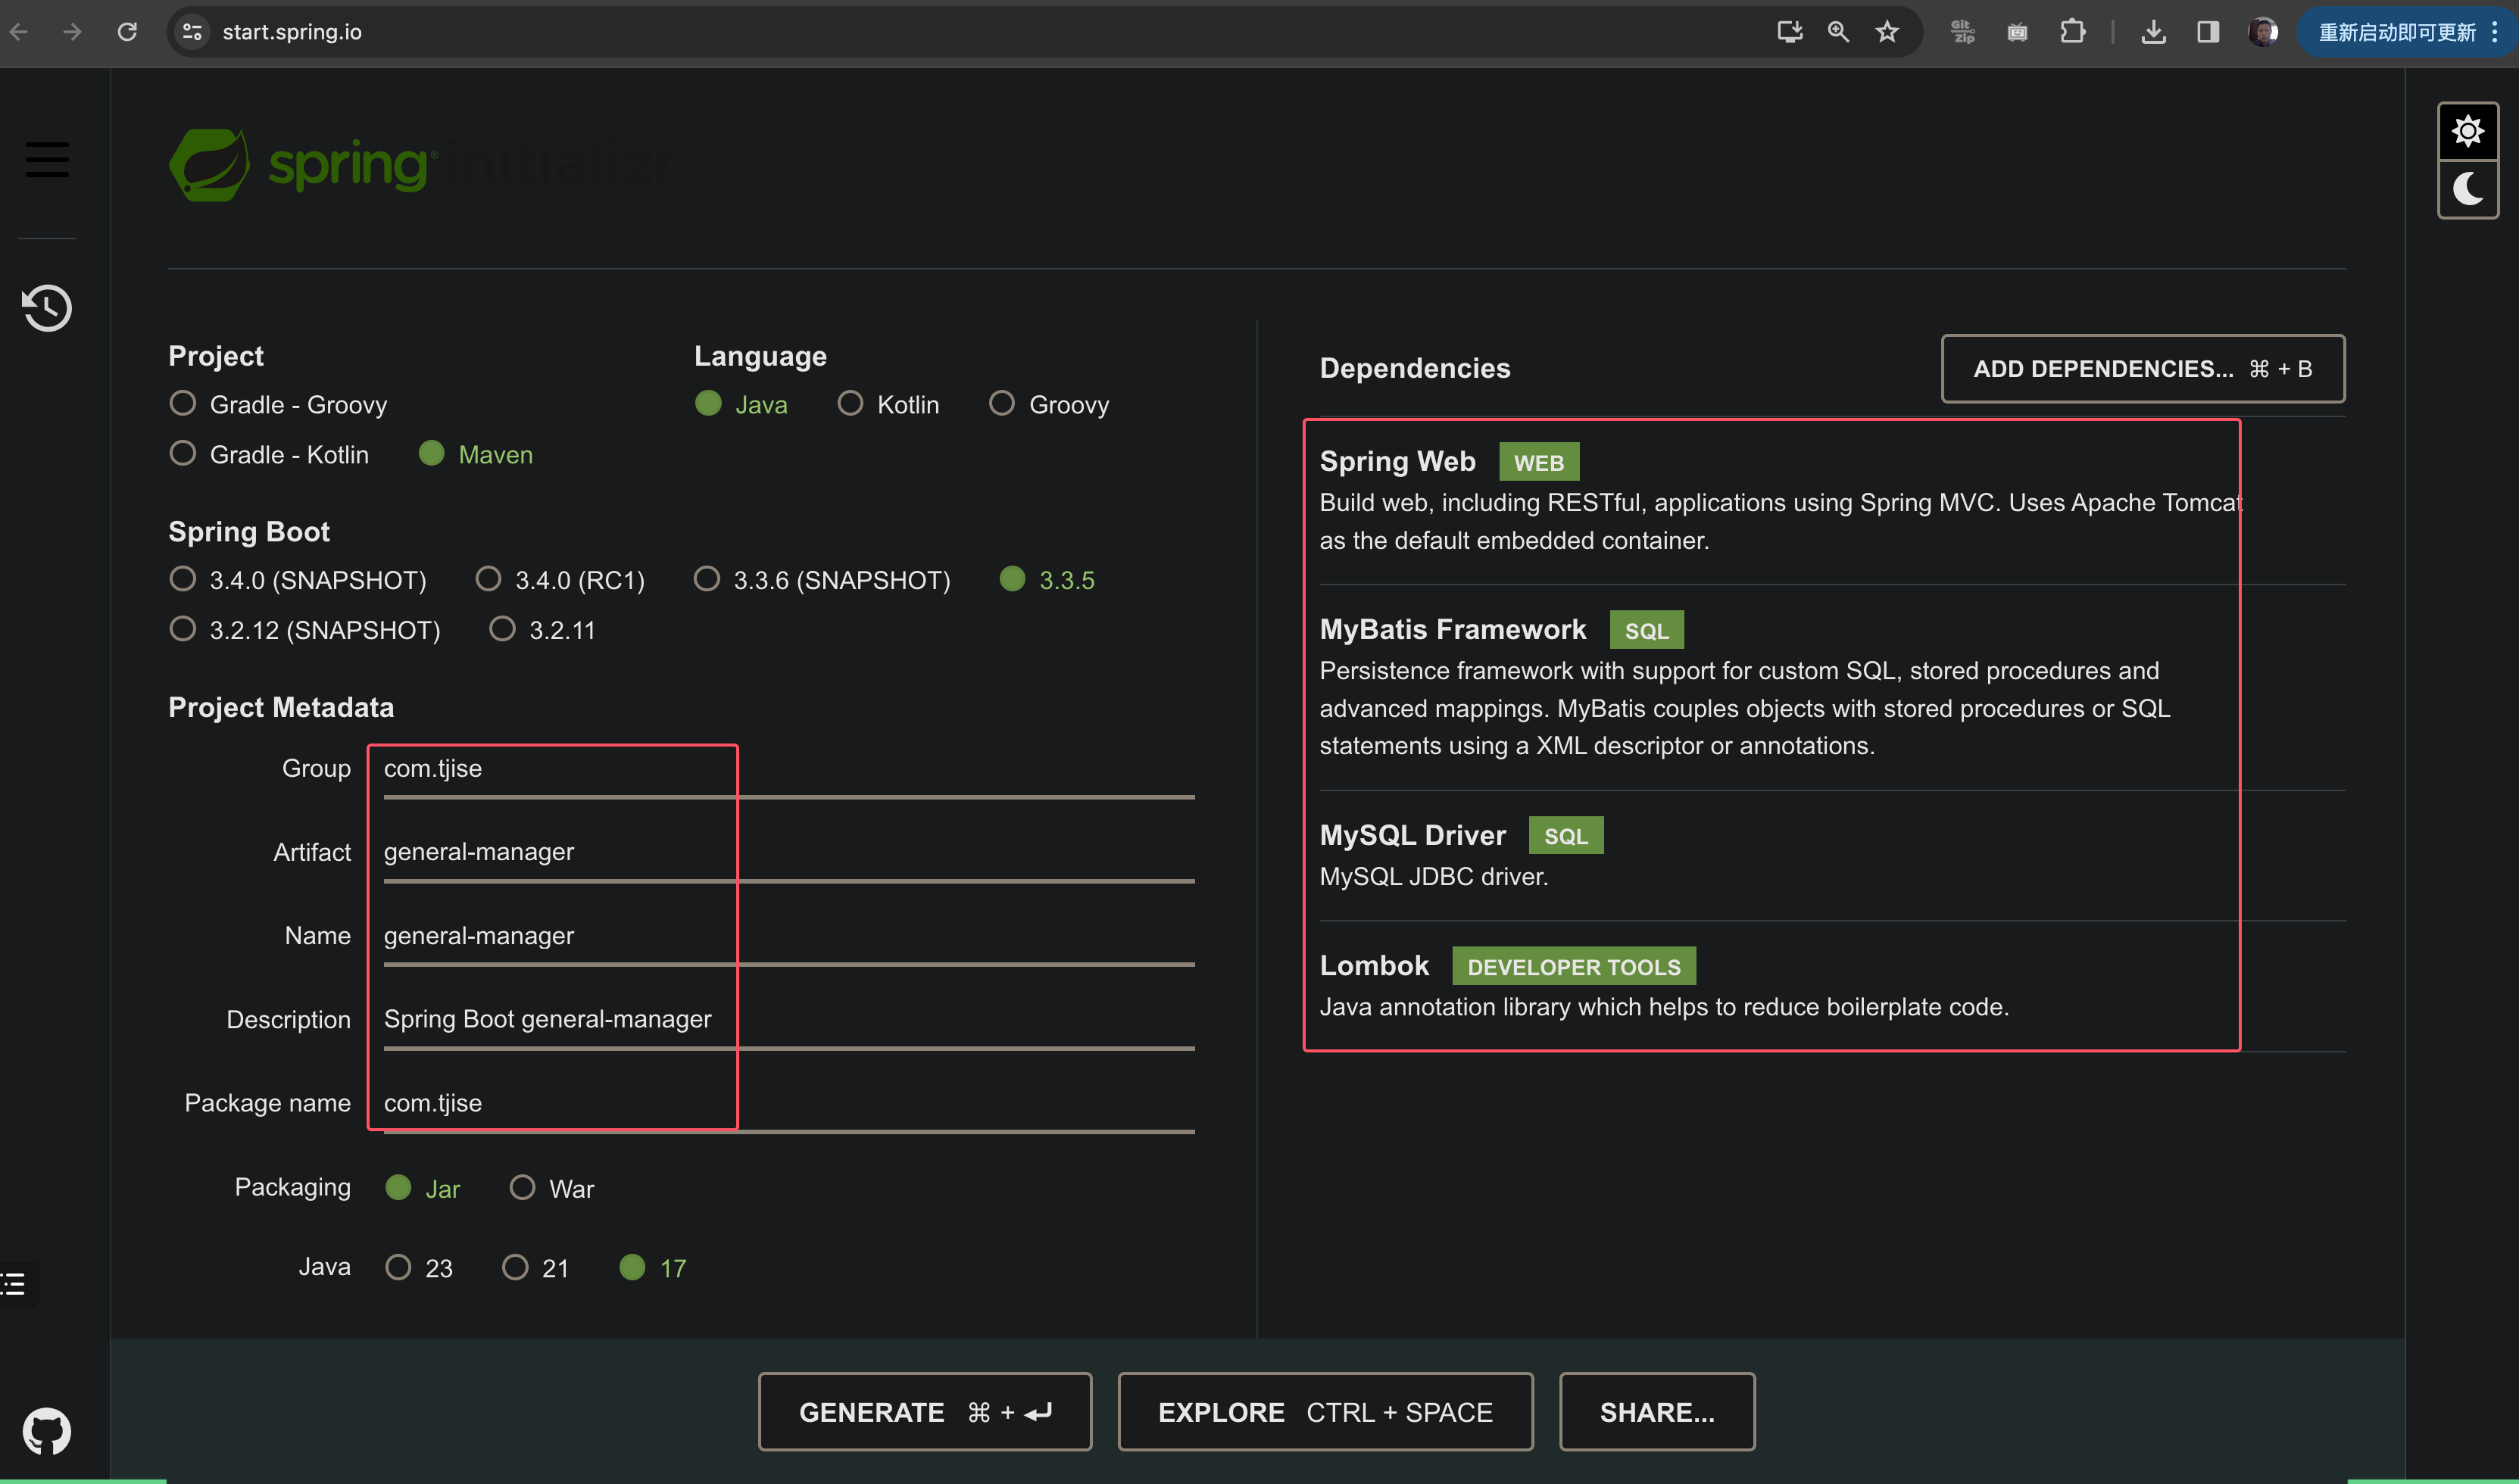 start.spring.io
Git
Zip
重新启动即可更新
spring® initializr
Project
Gradle - Groovy
Gradle - Kotlin
Maven
Language
Java
Kotlin
Groovy
Spring Boot
3.4.0 (SNAPSHOT)
3.4.0 (RC1)
3.3.6 (SNAPSHOT)
3.3.5
3.2.12 (SNAPSHOT)
3.2.11
Project Metadata
Group
com.tjise
Artifact
general-manager
Name
general-manager
Description
Spring Boot general-manager
Package name
com.tjise
Packaging
Jar
War
Java
23
21
17
Dependencies
ADD DEPENDENCIES... ⌘ + B
Spring Web WEB
Build web, including RESTful, applications using Spring MVC. Uses Apache Tomcat
as the default embedded container.
MyBatis Framework SQL
Persistence framework with support for custom SQL, stored procedures and
advanced mappings. MyBatis couples objects with stored procedures or SQL
statements using a XML descriptor or annotations.
MySQL Driver SQL
MySQL JDBC driver.
Lombok DEVELOPER TOOLS
Java annotation library which helps to reduce boilerplate code.
GENERATE ⌘ + ⏎
EXPLORE CTRL + SPACE
SHARE...